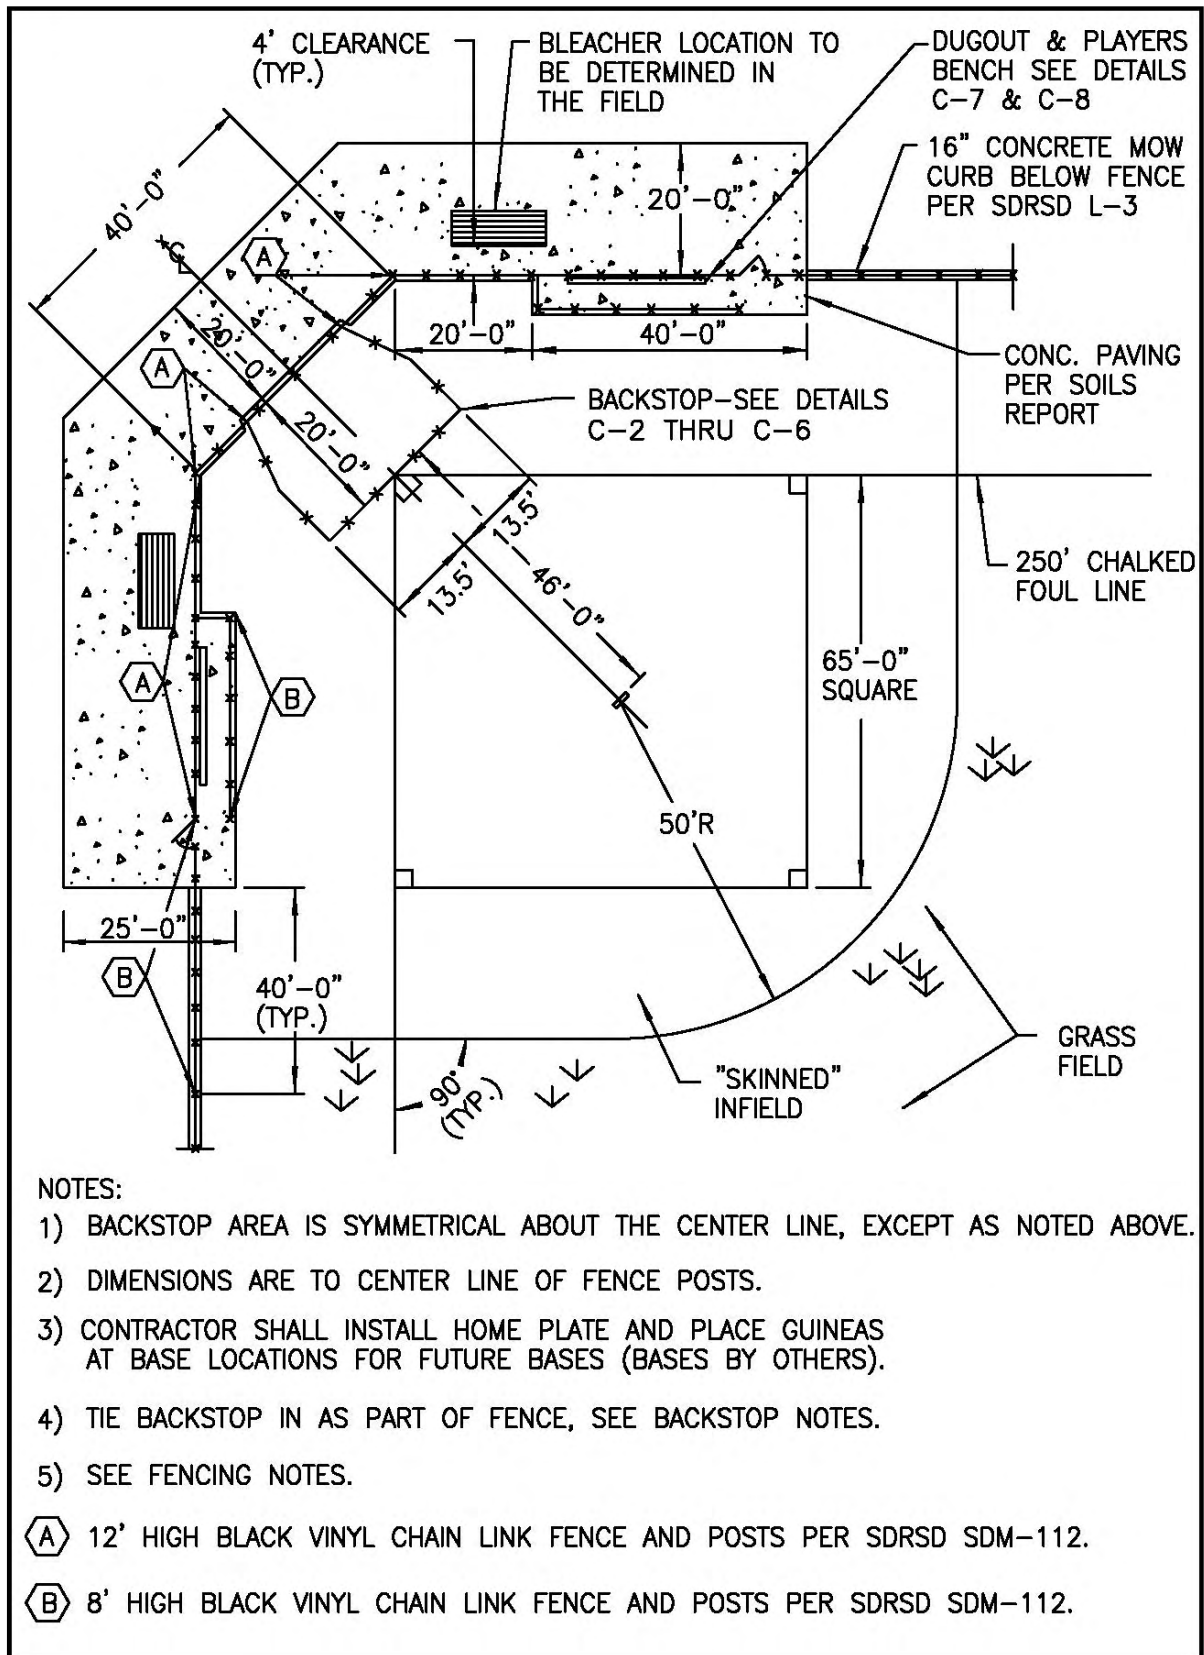 4' CLEARANCE
(TYP.)
BLEACHER LOCATION TO
BE DETERMINED IN
THE FIELD
DUGOUT & PLAYERS
BENCH SEE DETAILS
C-7 & C-8
16" CONCRETE MOW
CURB BELOW FENCE
PER SDRSD L-3
40'-0"
20'-0"
CL
A
20'-0"
20'-0"
40'-0"
A
20'-0"
CONC. PAVING
PER SOILS
REPORT
BACKSTOP-SEE DETAILS
C-2 THRU C-6
13.5'
13.5'
46'-0"
250' CHALKED
FOUL LINE
65'-0"
SQUARE
A
B
50'R
25'-0"
B
40'-0"
(TYP.)
90°
(TYP.)
"SKINNED"
INFIELD
GRASS
FIELD
NOTES:
1) BACKSTOP AREA IS SYMMETRICAL ABOUT THE CENTER LINE, EXCEPT AS NOTED ABOVE.
2) DIMENSIONS ARE TO CENTER LINE OF FENCE POSTS.
3) CONTRACTOR SHALL INSTALL HOME PLATE AND PLACE GUINEAS
AT BASE LOCATIONS FOR FUTURE BASES (BASES BY OTHERS).
4) TIE BACKSTOP IN AS PART OF FENCE, SEE BACKSTOP NOTES.
5) SEE FENCING NOTES.
A 12' HIGH BLACK VINYL CHAIN LINK FENCE AND POSTS PER SDRSD SDM-112.
B 8' HIGH BLACK VINYL CHAIN LINK FENCE AND POSTS PER SDRSD SDM-112.